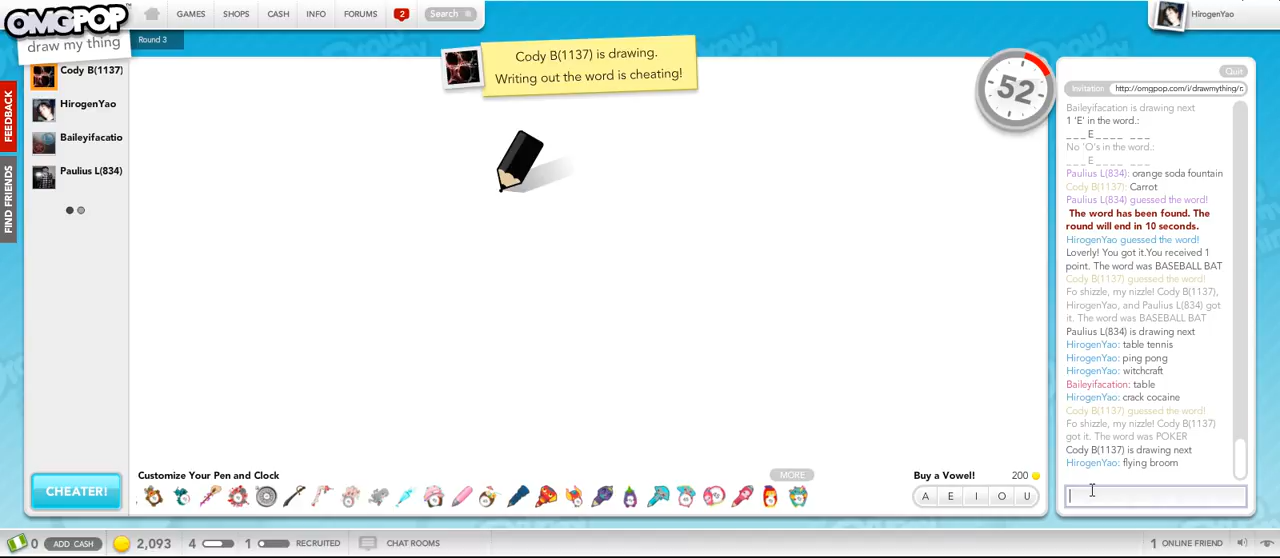 OMGPOP™
draw my thing
GAMES
SHOPS
CASH
INFO
FORUMS
2
Search
HirogenYao
Round 3
FEEDBACK
FIND FRIENDS
Cody B(1137)
HirogenYao
Baileyifacatio
Paulius L(834)
Cody B(1137) is drawing.
Writing out the word is cheating!
52
Quit
Invitation http://omgpop.com/i/drawmything/r
Baileyifacation is drawing next
1 'E' in the word.:
_ _ _ E _ _ _ _  _ _ _
No 'O's in the word.:
_ _ _ E _ _ _ _  _ _ _
Paulius L(834): orange soda fountain
Cody B(1137): Carrot
Paulius L(834) guessed the word!
The word has been found. The
round will end in 10 seconds.
HirogenYao guessed the word!
Loverly! You got it.You received 1
point. The word was BASEBALL BAT
Cody B(1137) guessed the word!
Fo shizzle, my nizzle! Cody B(1137),
HirogenYao, and Paulius L(834) got
it. The word was BASEBALL BAT
Paulius L(834) is drawing next
HirogenYao: table tennis
HirogenYao: ping pong
HirogenYao: witchcraft
Baileyifacation: table
HirogenYao: crack cocaine
Cody B(1137) guessed the word!
Fo shizzle, my nizzle! Cody B(1137)
got it. The word was POKER
Cody B(1137) is drawing next
HirogenYao: flying broom
CHEATER!
Customize Your Pen and Clock
MORE
Buy a Vowel!
200
A E I O U
0
ADD CASH
2,093
4
1
RECRUITED
CHAT ROOMS
1 ONLINE FRIEND